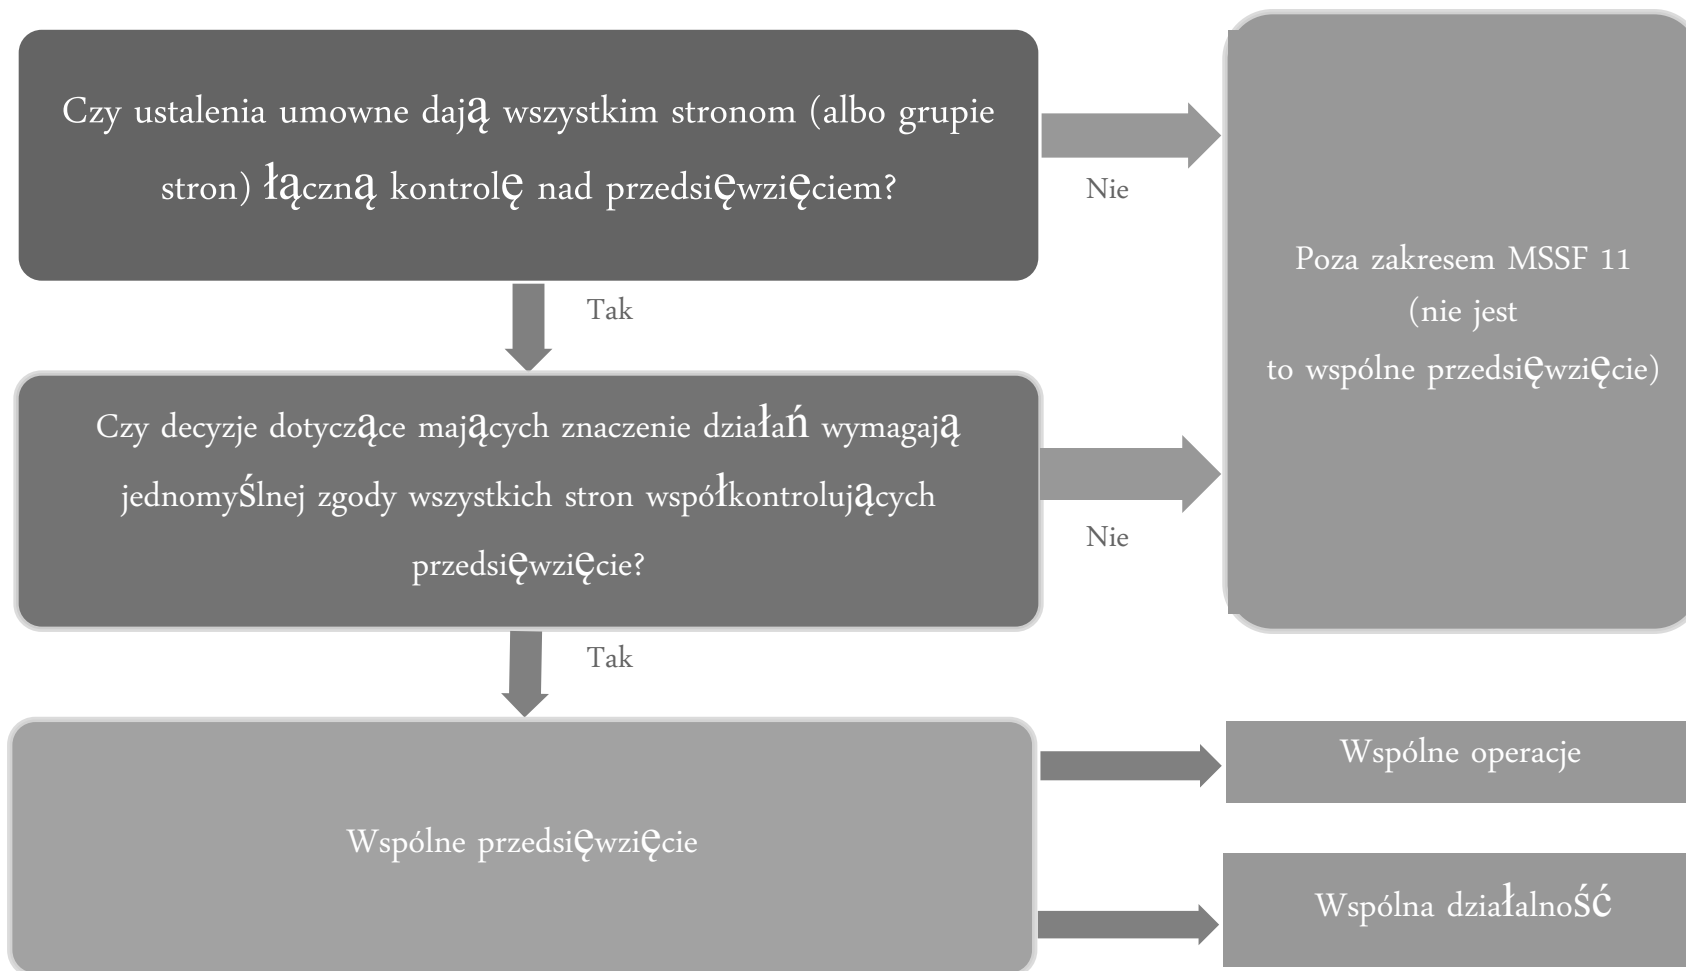 Czy ustalenia umowne dają wszystkim stronom (albo grupie
stron) łączną kontrolę nad przedsięwzięciem?
Nie
Poza zakresem MSSF 11
(nie jest
to wspólne przedsięwzięcie)
Tak
Czy decyzje dotyczące mających znaczenie działań wymagają
jednomyślnej zgody wszystkich stron współkontrolujących
przedsięwzięcie?
Nie
Tak
Wspólne przedsięwzięcie
Wspólne operacje
Wspólna działalność